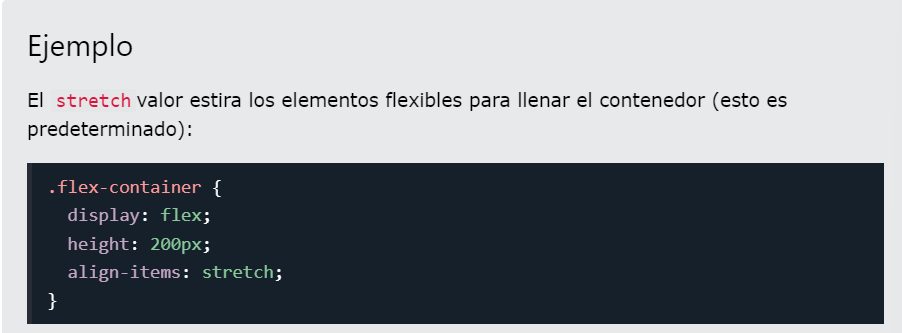 Ejemplo
El stretch valor estira los elementos flexibles para llenar el contenedor (esto es
predeterminado):
.flex-container {
  display: flex;
  height: 200px;
  align-items: stretch;
}